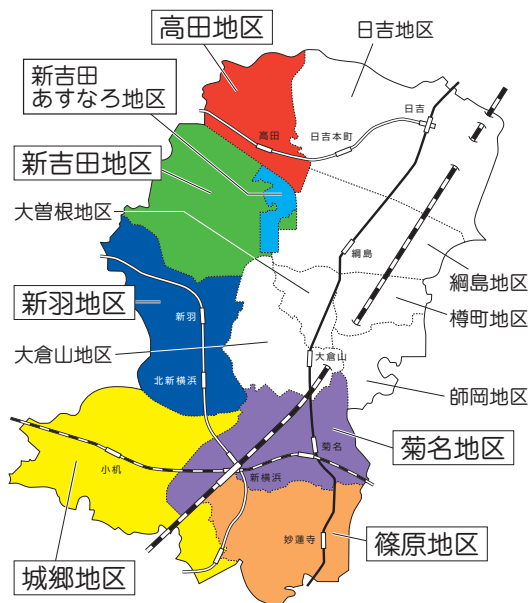 高田地区
日吉地区
新吉田
あすなろ地区
日吉
高田
日吉本町
新吉田地区
大曽根地区
綱島
綱島地区
新羽地区
樽町地区
新羽
大倉山地区
大倉山
北新横浜
師岡地区
菊名
菊名地区
小机
新横浜
妙蓮寺
篠原地区
城郷地区